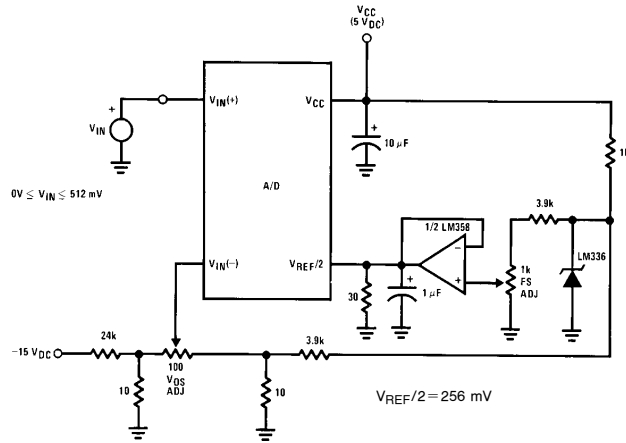 VCC
(5 VDC)
VIN(+)
VCC
+
VIN
+
10 µF
1k
A/D
0V ≤ VIN ≤ 512 mV
3.9k
1/2 LM358
LM336
VIN(−)
VREF/2
−
+
1k
FS
ADJ
30
+
1 µF
24k
−15 VDC
100
VOS
ADJ
3.9k
10
10
VREF/2=256 mV